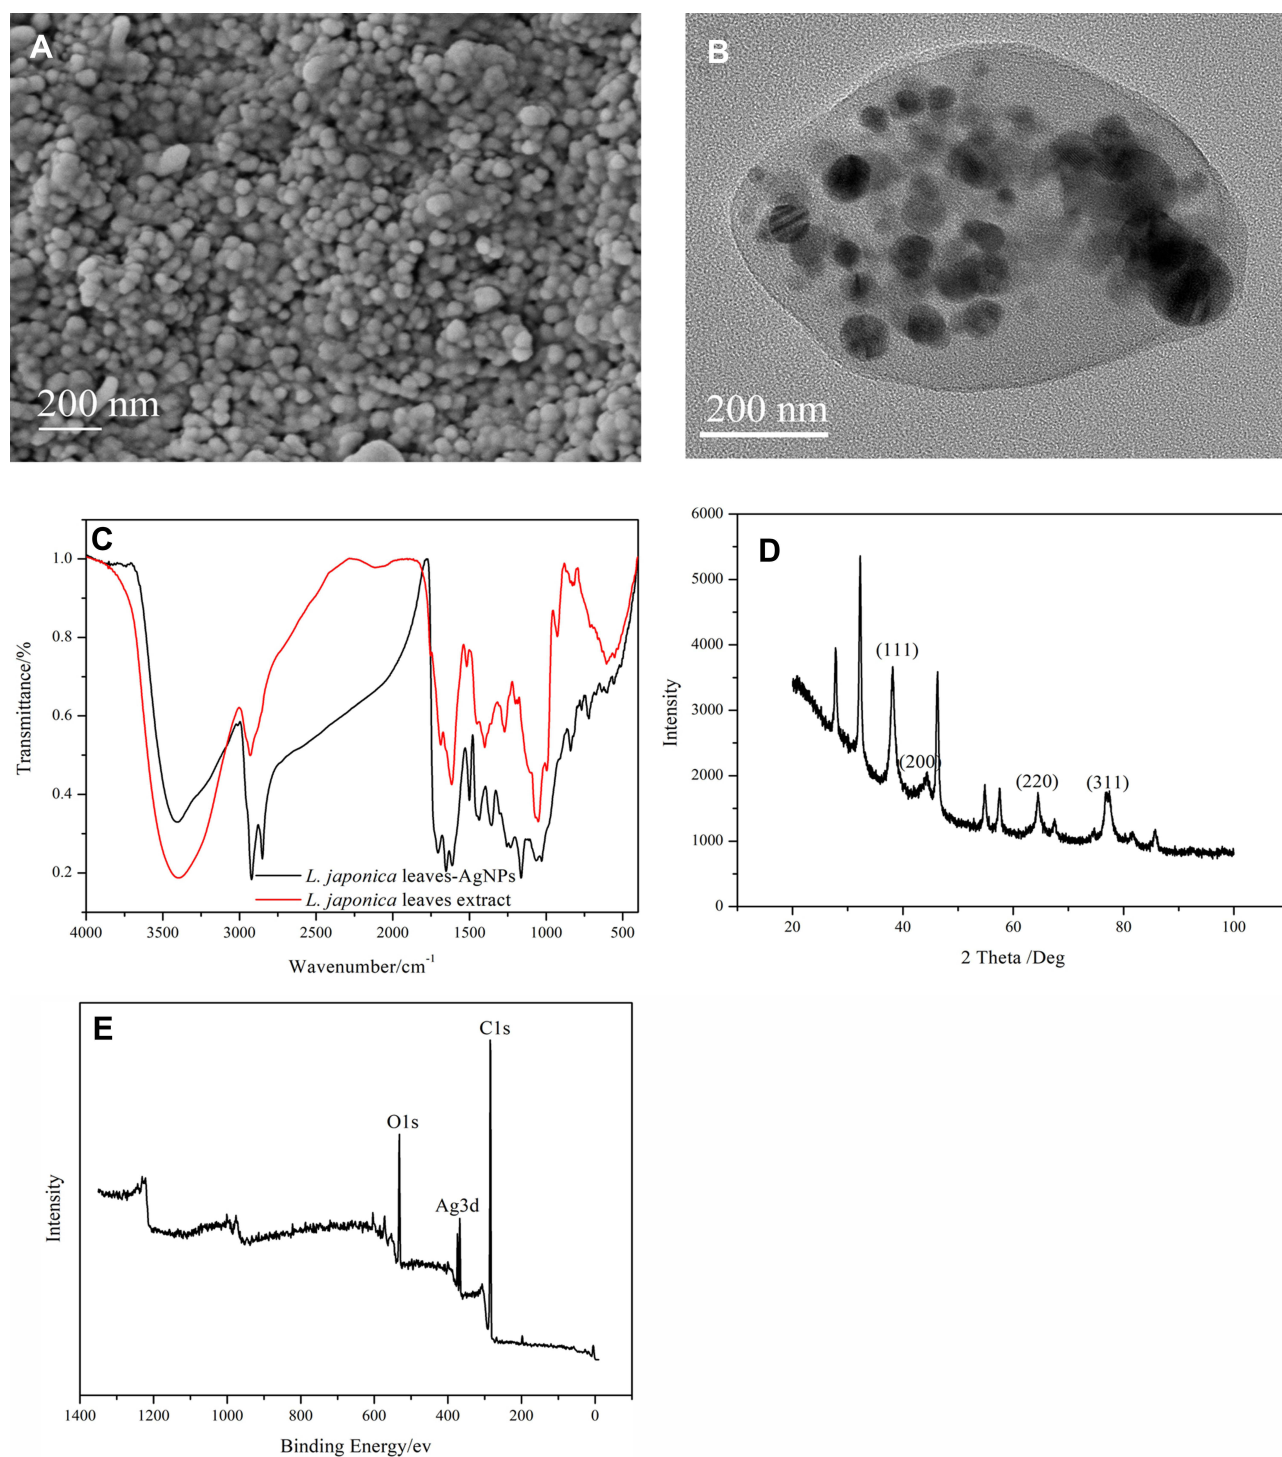 A
200 nm
B
200 nm
C
1.0
0.8
0.6
0.4
0.2
Transmittance/%
L. japonica leaves-AgNPs
L. japonica leaves extract
4000 3500 3000 2500 2000 1500 1000 500
Wavenumber/cm-1
D
6000
5000
4000
3000
2000
1000
0
Intensity
(111)
(200)
(220)
(311)
20 40 60 80 100
2 Theta /Deg
E
C1s
O1s
Ag3d
Intensity
1400 1200 1000 800 600 400 200 0
Binding Energy/ev